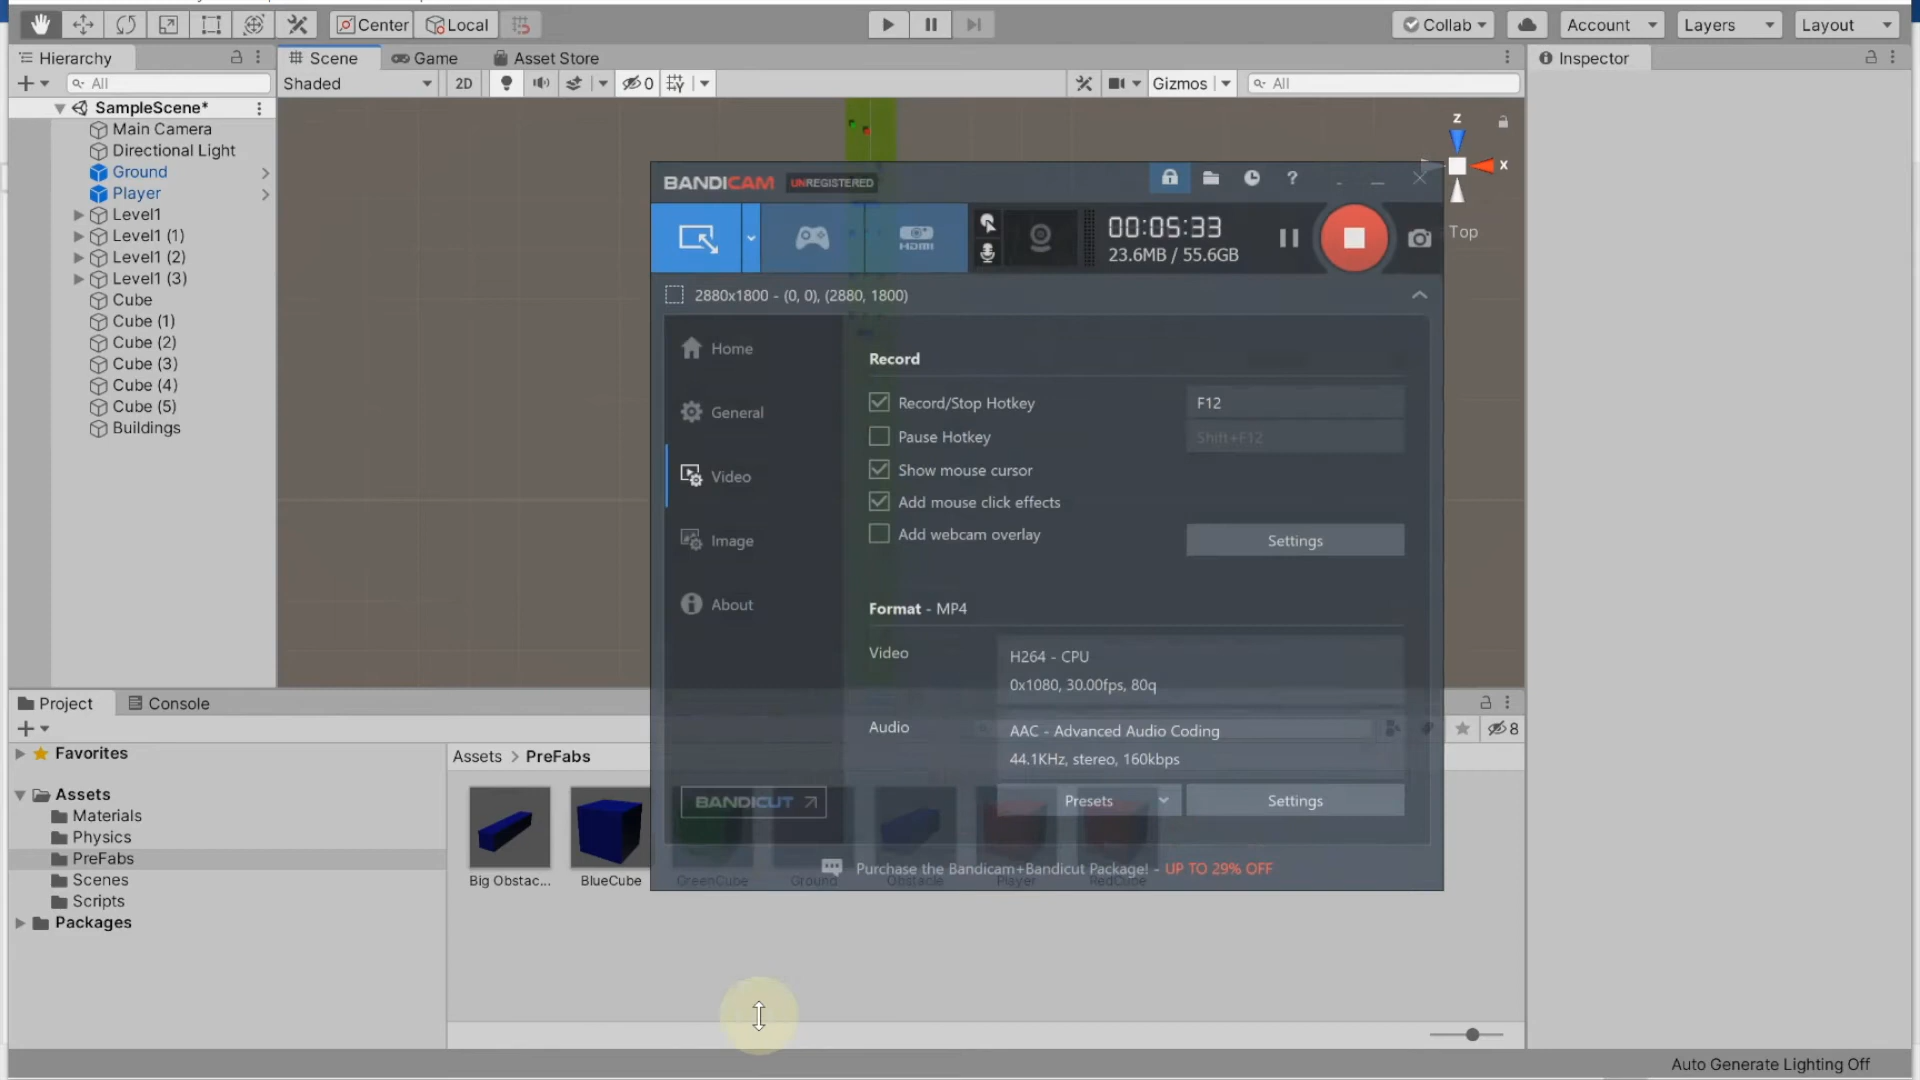 Center Local Collab Account Layers Layout
Hierarchy Scene Game Asset Store Inspector
All Shaded 2D 0 Gizmos All
SampleScene*
Main Camera
Directional Light
Ground
Player
Level1
Level1 (1)
Level1 (2)
Level1 (3)
Cube
Cube (1)
Cube (2)
Cube (3)
Cube (4)
Cube (5)
Buildings
z
x
Top
BANDICAM UNREGISTERED
?
HDMI
00:05:33
23.6MB / 55.6GB
2880x1800 - (0, 0), (2880, 1800)
Home
General
Video
Image
About
Record
Record/Stop Hotkey F12
Pause Hotkey Shift+F12
Show mouse cursor
Add mouse click effects
Add webcam overlay Settings
Format - MP4
Video H264 - CPU
0x1080, 30.00fps, 80q
Audio AAC - Advanced Audio Coding
44.1KHz, stereo, 160kbps
BANDICUT Presets Settings
Purchase the Bandicam+Bandicut Package! - UP TO 29% OFF
Project Console
8
Favorites
Assets
Materials
Physics
PreFabs
Scenes
Scripts
Packages
Assets > PreFabs
Big Obstac... BlueCube GreenCube Ground Obstacle Player RedCube
Auto Generate Lighting Off